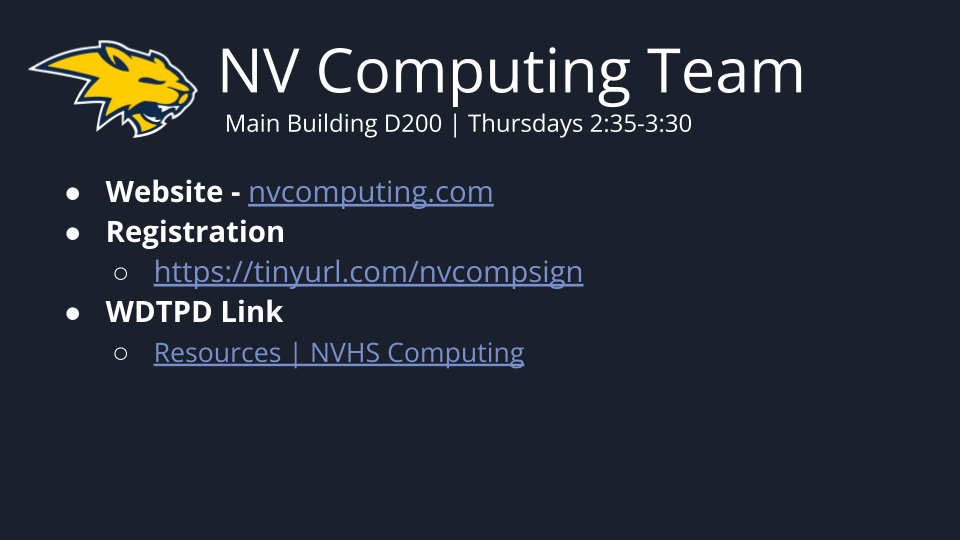 NV Computing Team
Main Building D200 | Thursdays 2:35-3:30
● Website - nvcomputing.com
● Registration
○ https://tinyurl.com/nvcompsign
● WDTPD Link
○ Resources | NVHS Computing